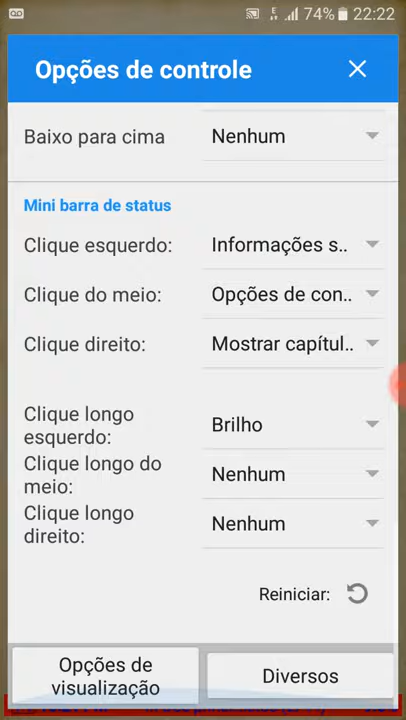 74% 22:22
Opções de controle
Baixo para cima Nenhum
Mini barra de status
Clique esquerdo: Informações s..
Clique do meio: Opções de con..
Clique direito: Mostrar capítul..
Clique longo esquerdo: Brilho
Clique longo do meio: Nenhum
Clique longo direito: Nenhum
Reiniciar:
Opções de visualização
Diversos